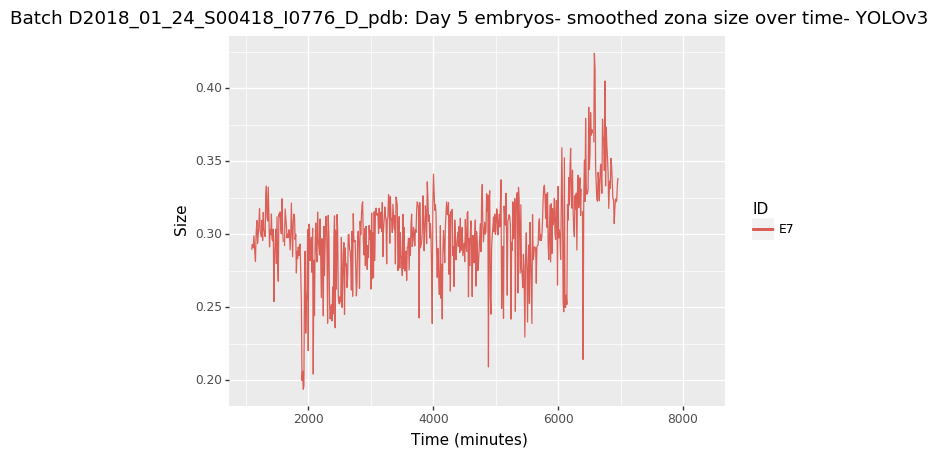 Batch D2018_01_24_S00418_I0776_D_pdb: Day 5 embryos- smoothed zona size over time- YOLOv3
0.40
0.35
0.30
0.25
0.20
Size
2000
4000
6000
8000
Time (minutes)
ID
E7